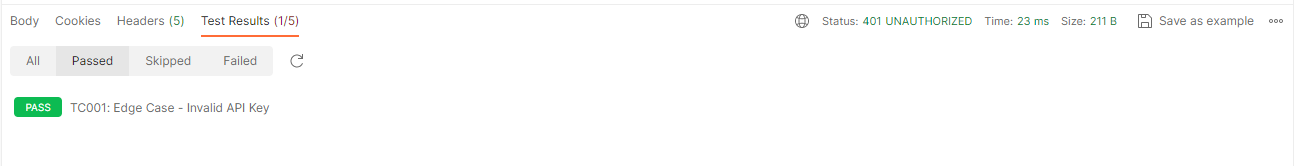 Body Cookies Headers (5) Test Results (1/5) Status: 401 UNAUTHORIZED Time: 23 ms Size: 211 B Save as example
All Passed Skipped Failed
PASS TC001: Edge Case - Invalid API Key